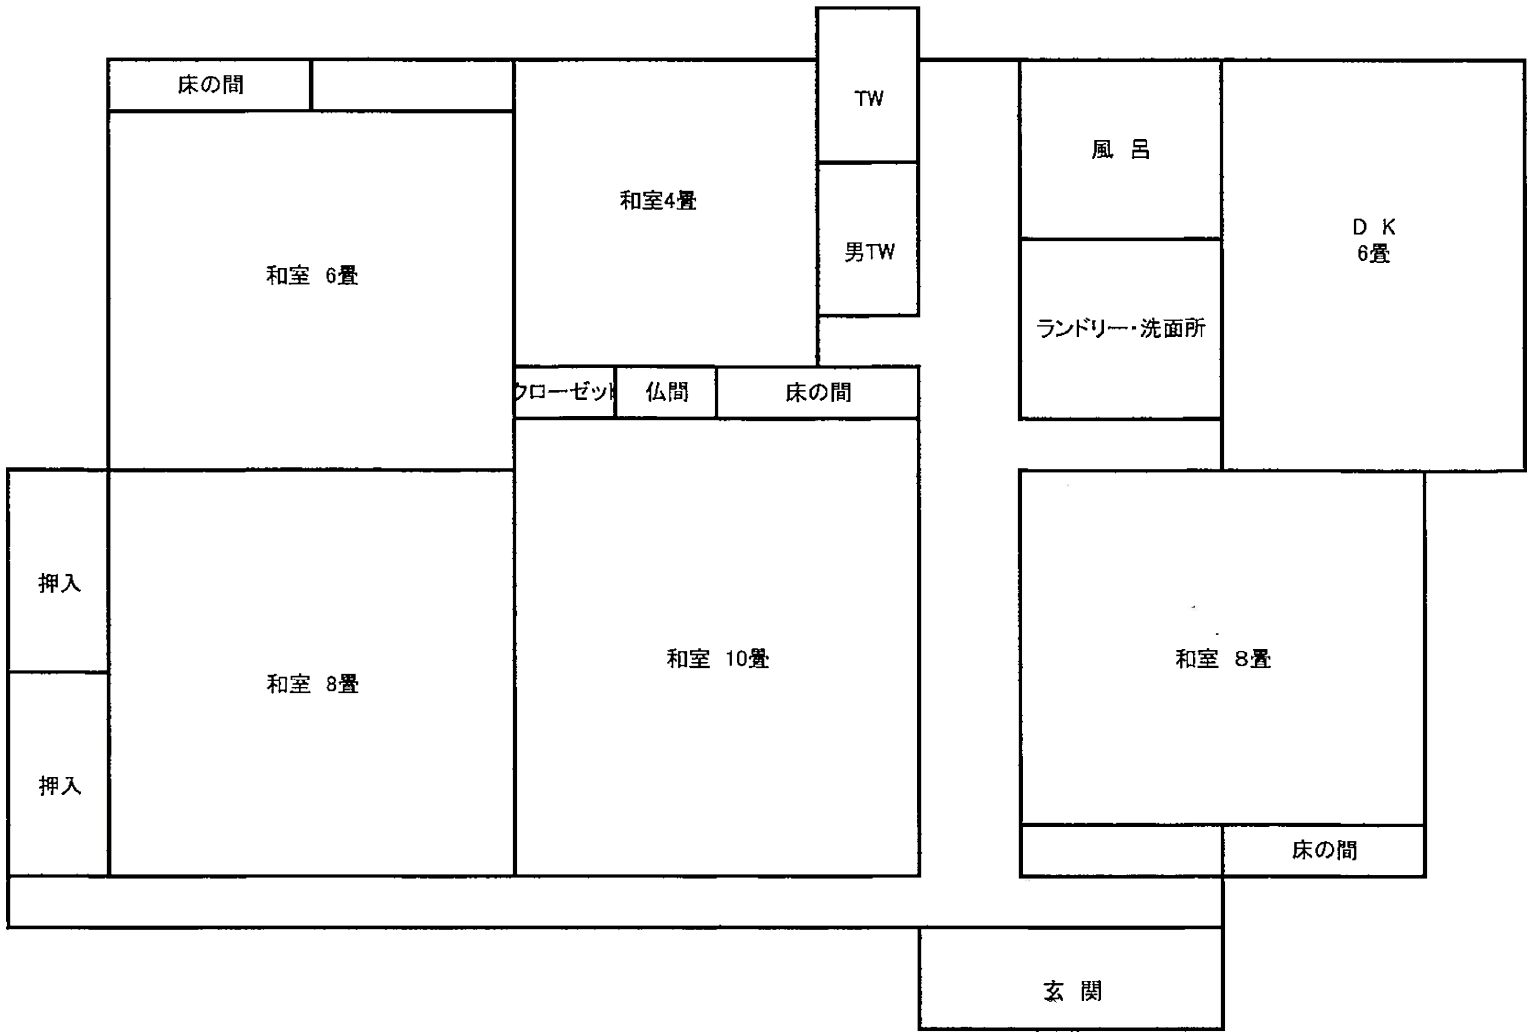 床の間
TW
和室4畳
風 呂
男TW
D K
6畳
和室 6畳
ランドリー・洗面所
クローゼット
仏間
床の間
押入
和室 8畳
和室 10畳
和室 8畳
押入
床の間
玄 関